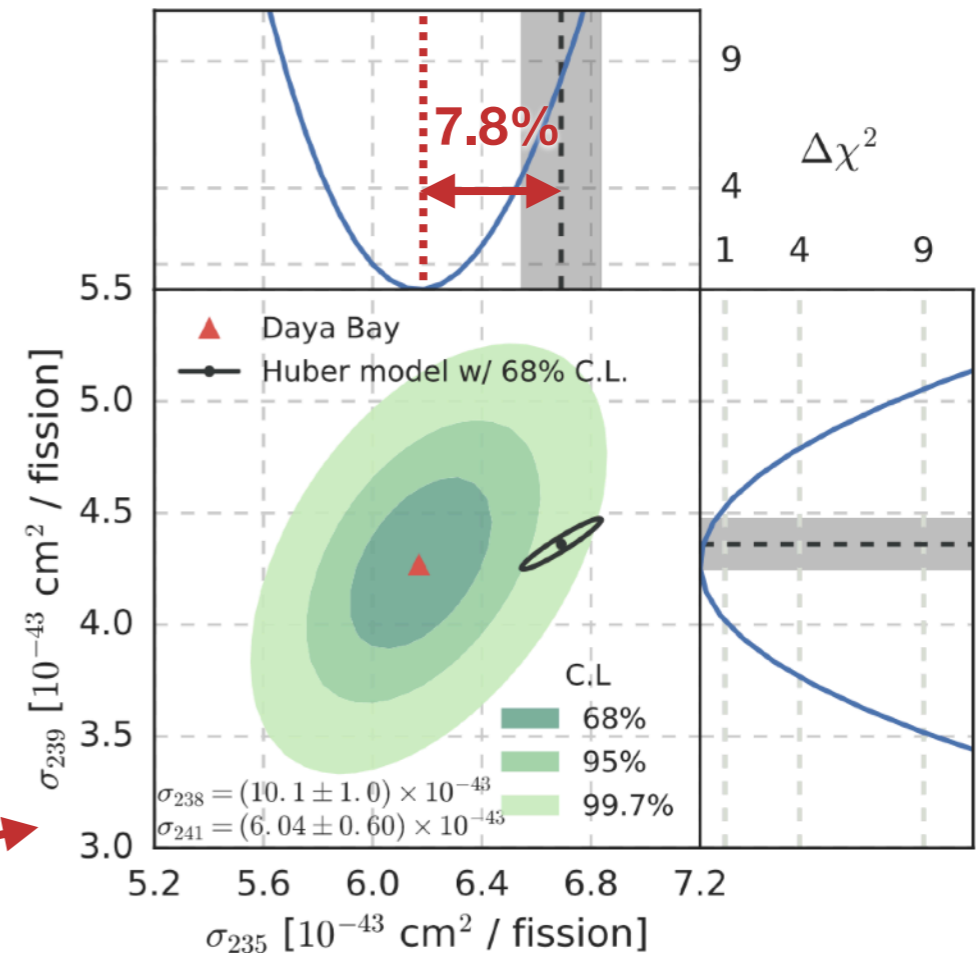 9
7.8%
Δχ²
4
1 4 9
5.5
Daya Bay
Huber model w/ 68% C.L.
5.0
4.5
4.0
3.5
3.0
σ₂₃₉ [10⁻⁴³ cm² / fission]
C.L
68%
95%
99.7%
σ₂₃₈ = (10.1 ± 1.0) × 10⁻⁴³
σ₂₄₁ = (6.04 ± 0.60) × 10⁻⁴³
5.2 5.6 6.0 6.4 6.8 7.2
σ₂₃₅ [10⁻⁴³ cm² / fission]